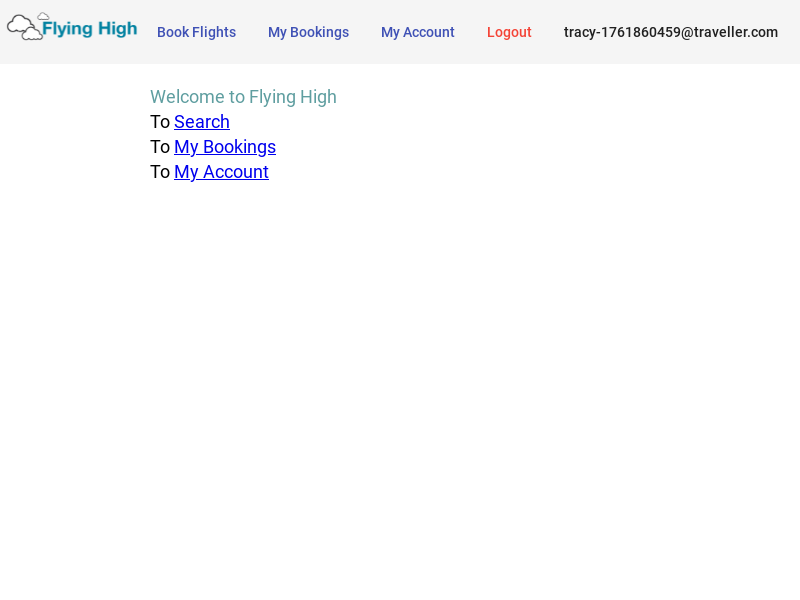 Flying High Book Flights My Bookings My Account Logout tracy-1761860459@traveller.com
Welcome to Flying High
To Search
To My Bookings
To My Account